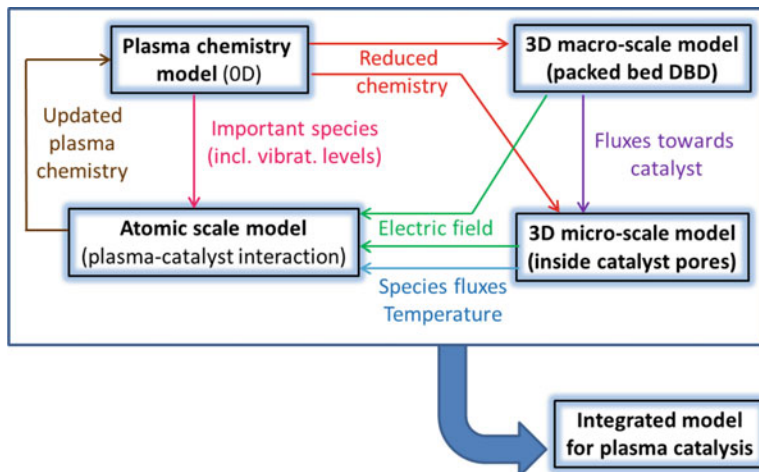 Plasma chemistry
model (0D)
Reduced
chemistry
3D macro-scale model
(packed bed DBD)
Updated
plasma
chemistry
Important species
(incl. vibrat. levels)
Fluxes towards
catalyst
Atomic scale model
(plasma-catalyst interaction)
Electric field
3D micro-scale model
(inside catalyst pores)
Species fluxes
Temperature
Integrated model
for plasma catalysis